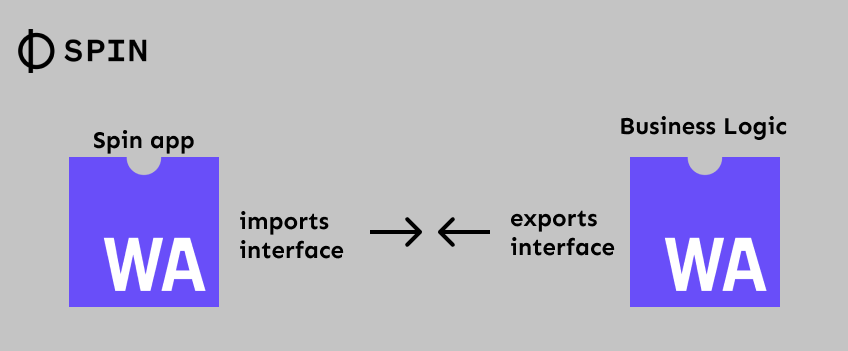 SPIN
Spin app
Business Logic
imports
interface
exports
interface
WA
WA